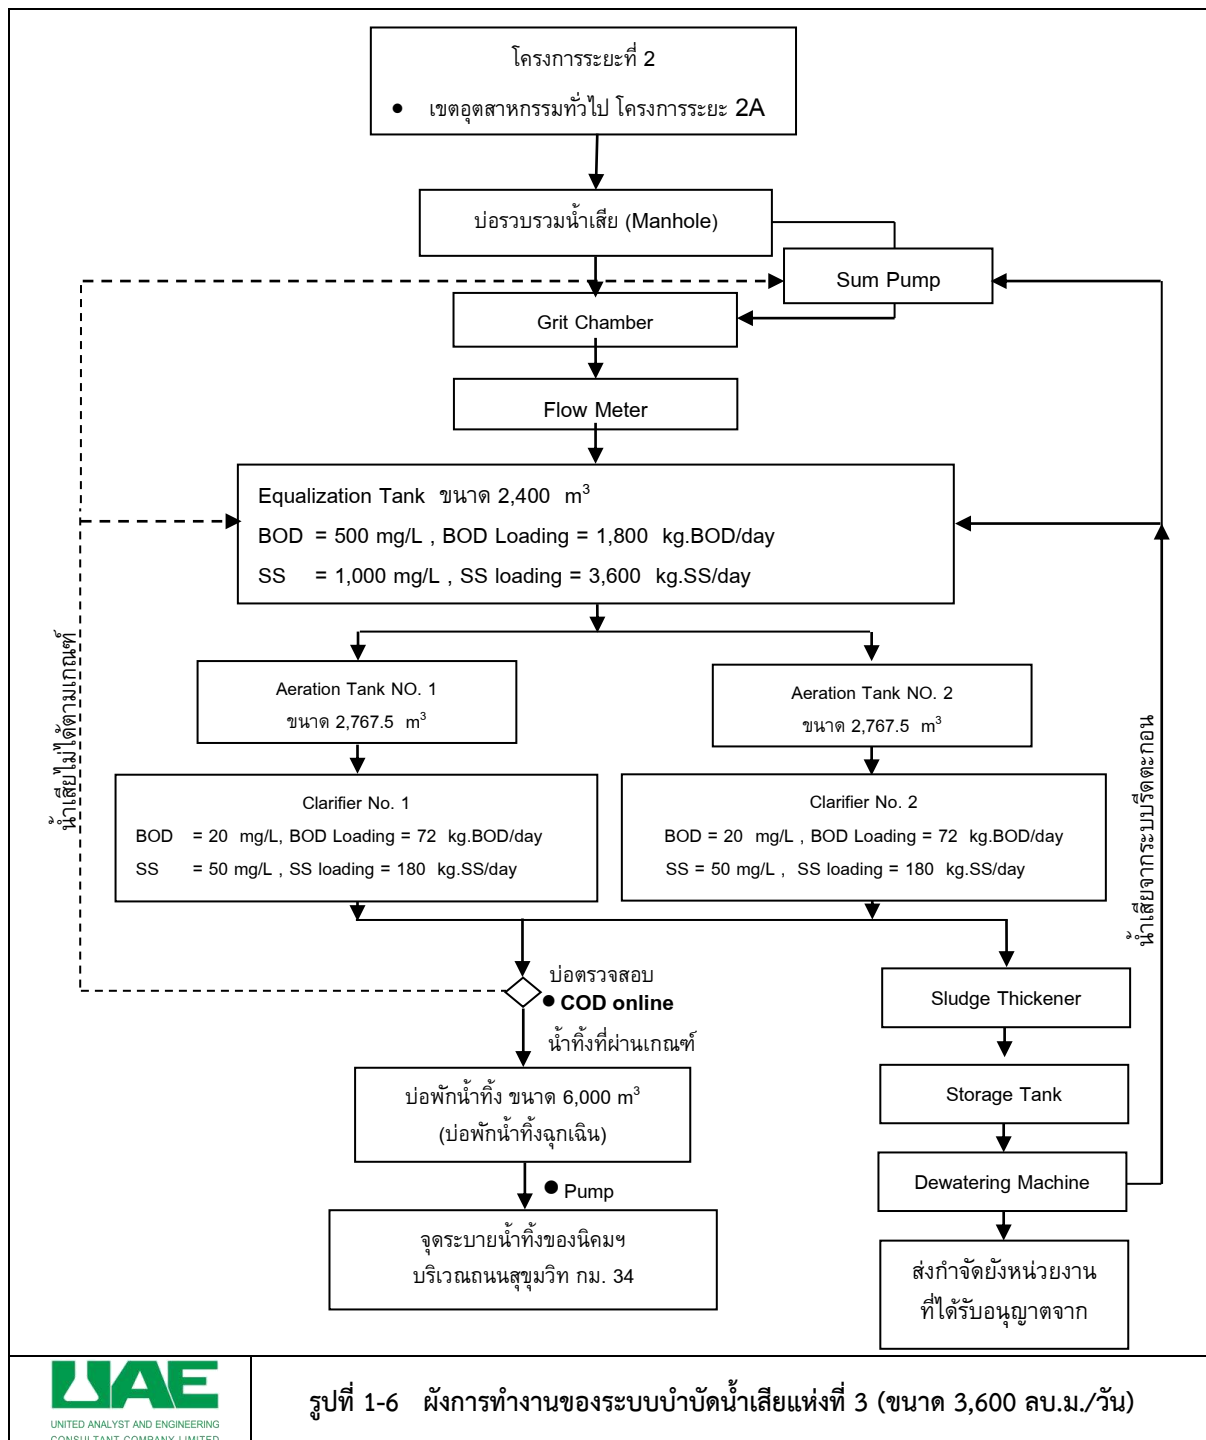 โครงการระยะที่ 2
• เขตอุตสาหกรรมทั่วไป โครงการระยะ 2A
บ่อรวบรวมน้ำเสีย (Manhole)
Sum Pump
Grit Chamber
Flow Meter
Equalization Tank ขนาด 2,400 m³
BOD = 500 mg/L , BOD Loading = 1,800 kg.BOD/day
SS = 1,000 mg/L , SS loading = 3,600 kg.SS/day
น้ำเสียไม่ได้ตามเกณฑ์
น้ำเสียจากระบบรีดตะกอน
Aeration Tank NO. 1
ขนาด 2,767.5 m³
Aeration Tank NO. 2
ขนาด 2,767.5 m³
Clarifier No. 1
BOD = 20 mg/L, BOD Loading = 72 kg.BOD/day
SS = 50 mg/L , SS loading = 180 kg.SS/day
Clarifier No. 2
BOD = 20 mg/L , BOD Loading = 72 kg.BOD/day
SS = 50 mg/L , SS loading = 180 kg.SS/day
บ่อตรวจสอบ
• COD online
น้ำทิ้งที่ผ่านเกณฑ์
บ่อพักน้ำทิ้ง ขนาด 6,000 m³
(บ่อพักน้ำทิ้งฉุกเฉิน)
• Pump
จุดระบายน้ำทิ้งของนิคมฯ
บริเวณถนนสุขุมวิท กม. 34
Sludge Thickener
Storage Tank
Dewatering Machine
ส่งกำจัดยังหน่วยงาน
ที่ได้รับอนุญาตจาก
UAE
UNITED ANALYST AND ENGINEERING
CONSULTANT COMPANY LIMITED
รูปที่ 1-6 ผังการทำงานของระบบบำบัดน้ำเสียแห่งที่ 3 (ขนาด 3,600 ลบ.ม./วัน)